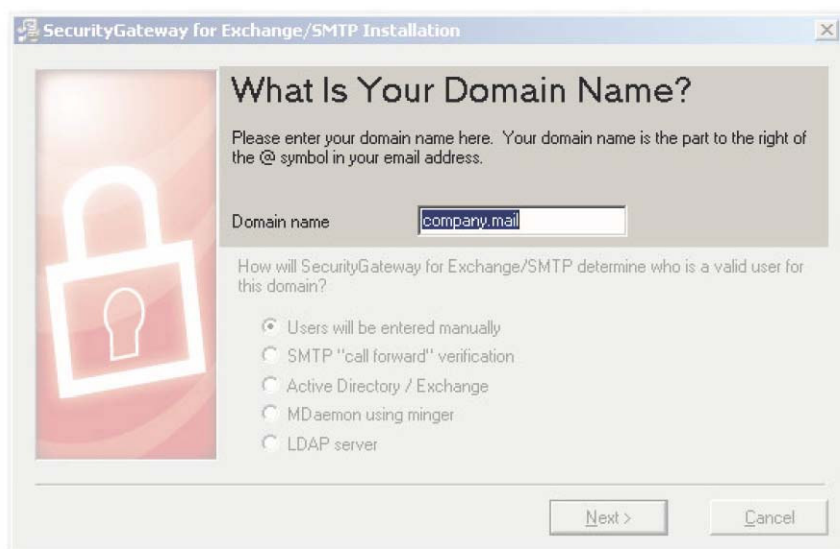 SecurityGateway for Exchange/SMTP Installation
What Is Your Domain Name?
Please enter your domain name here. Your domain name is the part to the right of
the @ symbol in your email address.
Domain name company.mail
How will SecurityGateway for Exchange/SMTP determine who is a valid user for
this domain?
Users will be entered manually
SMTP "call forward" verification
Active Directory / Exchange
MDaemon using minger
LDAP server
Next > Cancel